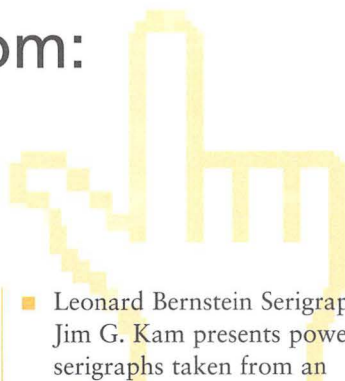 om:
Leonard Bernstein Serigrap
Jim G. Kam presents powe
serigraphs taken from an